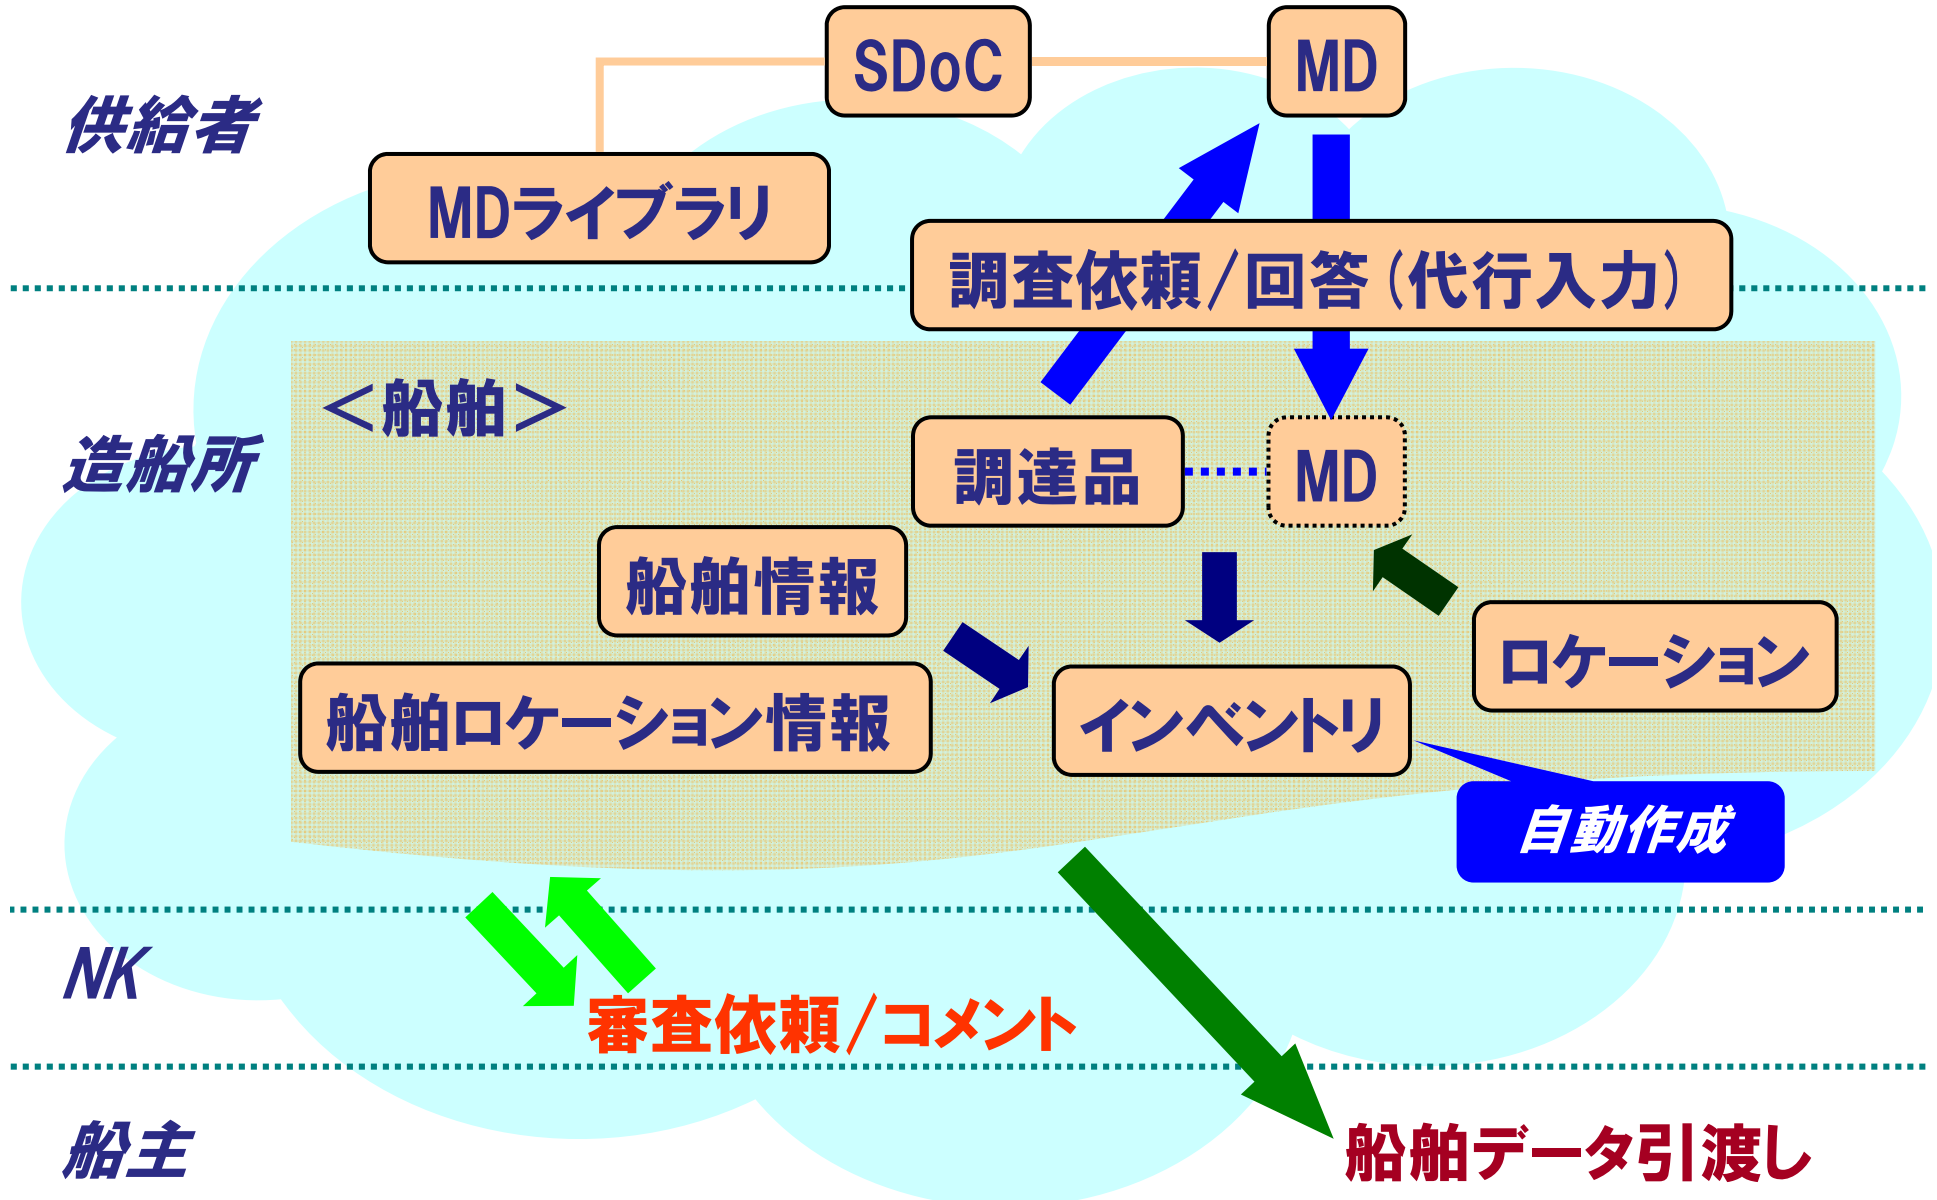 SDoC
MD
供給者
MDライブラリ
調査依頼/回答(代行入力)
<船舶>
造船所
調達品
MD
船舶情報
ロケーション
船舶ロケーション情報
インベントリ
自動作成
NK
審査依頼/コメント
船主
船舶データ引渡し